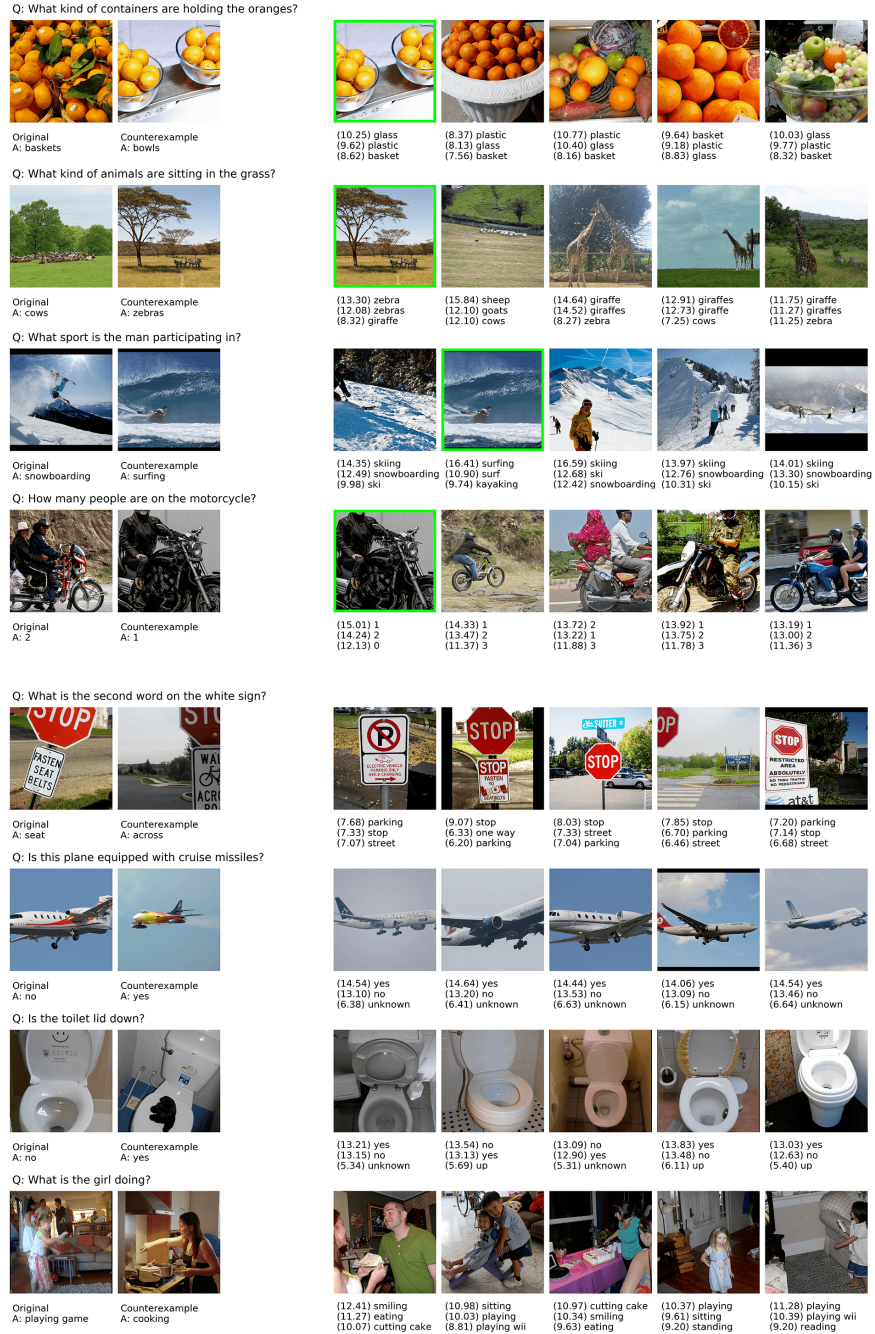 Q: What kind of containers are holding the oranges?
Original
A: baskets
Counterexample
A: bowls
(10.25) glass
(9.62) plastic
(8.62) basket
(8.37) plastic
(8.13) glass
(7.56) basket
(10.77) plastic
(10.40) glass
(8.16) basket
(9.64) basket
(9.18) plastic
(8.83) glass
(10.03) glass
(9.77) plastic
(8.32) basket
Q: What kind of animals are sitting in the grass?
Original
A: cows
Counterexample
A: zebras
(13.30) zebra
(12.08) zebras
(8.32) giraffe
(15.84) sheep
(12.10) goats
(12.10) cows
(14.64) giraffe
(14.52) giraffes
(8.27) zebra
(12.91) giraffes
(12.73) giraffe
(7.25) cows
(11.75) giraffe
(11.27) giraffes
(11.25) zebra
Q: What sport is the man participating in?
Original
A: snowboarding
Counterexample
A: surfing
(14.35) skiing
(12.49) snowboarding
(9.98) ski
(16.41) surfing
(10.90) surf
(9.74) kayaking
(16.59) skiing
(12.68) ski
(12.42) snowboarding
(13.97) skiing
(12.76) snowboarding
(10.31) ski
(14.01) skiing
(13.30) snowboarding
(10.15) ski
Q: How many people are on the motorcycle?
Original
A: 2
Counterexample
A: 1
(15.01) 1
(14.24) 2
(12.13) 0
(14.33) 1
(13.47) 2
(11.37) 3
(13.72) 2
(13.22) 1
(11.88) 3
(13.92) 1
(13.75) 2
(11.78) 3
(13.19) 1
(13.00) 2
(11.36) 3
Q: What is the second word on the white sign?
STOP
FASTEN
SEAT
BELTS
STO
WAL
ACRO
STOP
STOP
FASTEN
SEATBELTS
SUTTER
STOP
OP
STOP
RESTRICTED
AREA
ABSOLUTELY
NO THRU TRAFFIC
NO PEDESTRIANS
at&t
ELECTRIC VEHICLE
PARKING ONLY
WHILE CHARGING
Original
A: seat
Counterexample
A: across
(7.68) parking
(7.33) stop
(7.07) street
(9.07) stop
(6.33) one way
(6.20) parking
(8.03) stop
(7.33) street
(7.04) parking
(7.85) stop
(6.70) parking
(6.46) street
(7.20) parking
(7.14) stop
(6.68) street
Q: Is this plane equipped with cruise missiles?
Original
A: no
Counterexample
A: yes
(14.54) yes
(13.10) no
(6.38) unknown
(14.64) yes
(13.20) no
(6.41) unknown
(14.44) yes
(13.53) no
(6.63) unknown
(14.06) yes
(13.09) no
(6.15) unknown
(14.54) yes
(13.46) no
(6.64) unknown
Q: Is the toilet lid down?
Original
A: no
Counterexample
A: yes
(13.21) yes
(13.15) no
(5.34) unknown
(13.54) no
(13.13) yes
(5.69) up
(13.09) no
(12.90) yes
(5.31) unknown
(13.83) yes
(13.48) no
(6.11) up
(13.03) yes
(12.63) no
(5.40) up
Q: What is the girl doing?
Original
A: playing game
Counterexample
A: cooking
(12.41) smiling
(11.27) eating
(10.07) cutting cake
(10.98) sitting
(10.03) playing
(8.81) playing wii
(10.97) cutting cake
(10.34) smiling
(9.63) eating
(10.37) playing
(9.61) sitting
(9.20) standing
(11.28) playing
(10.39) playing wii
(9.20) reading